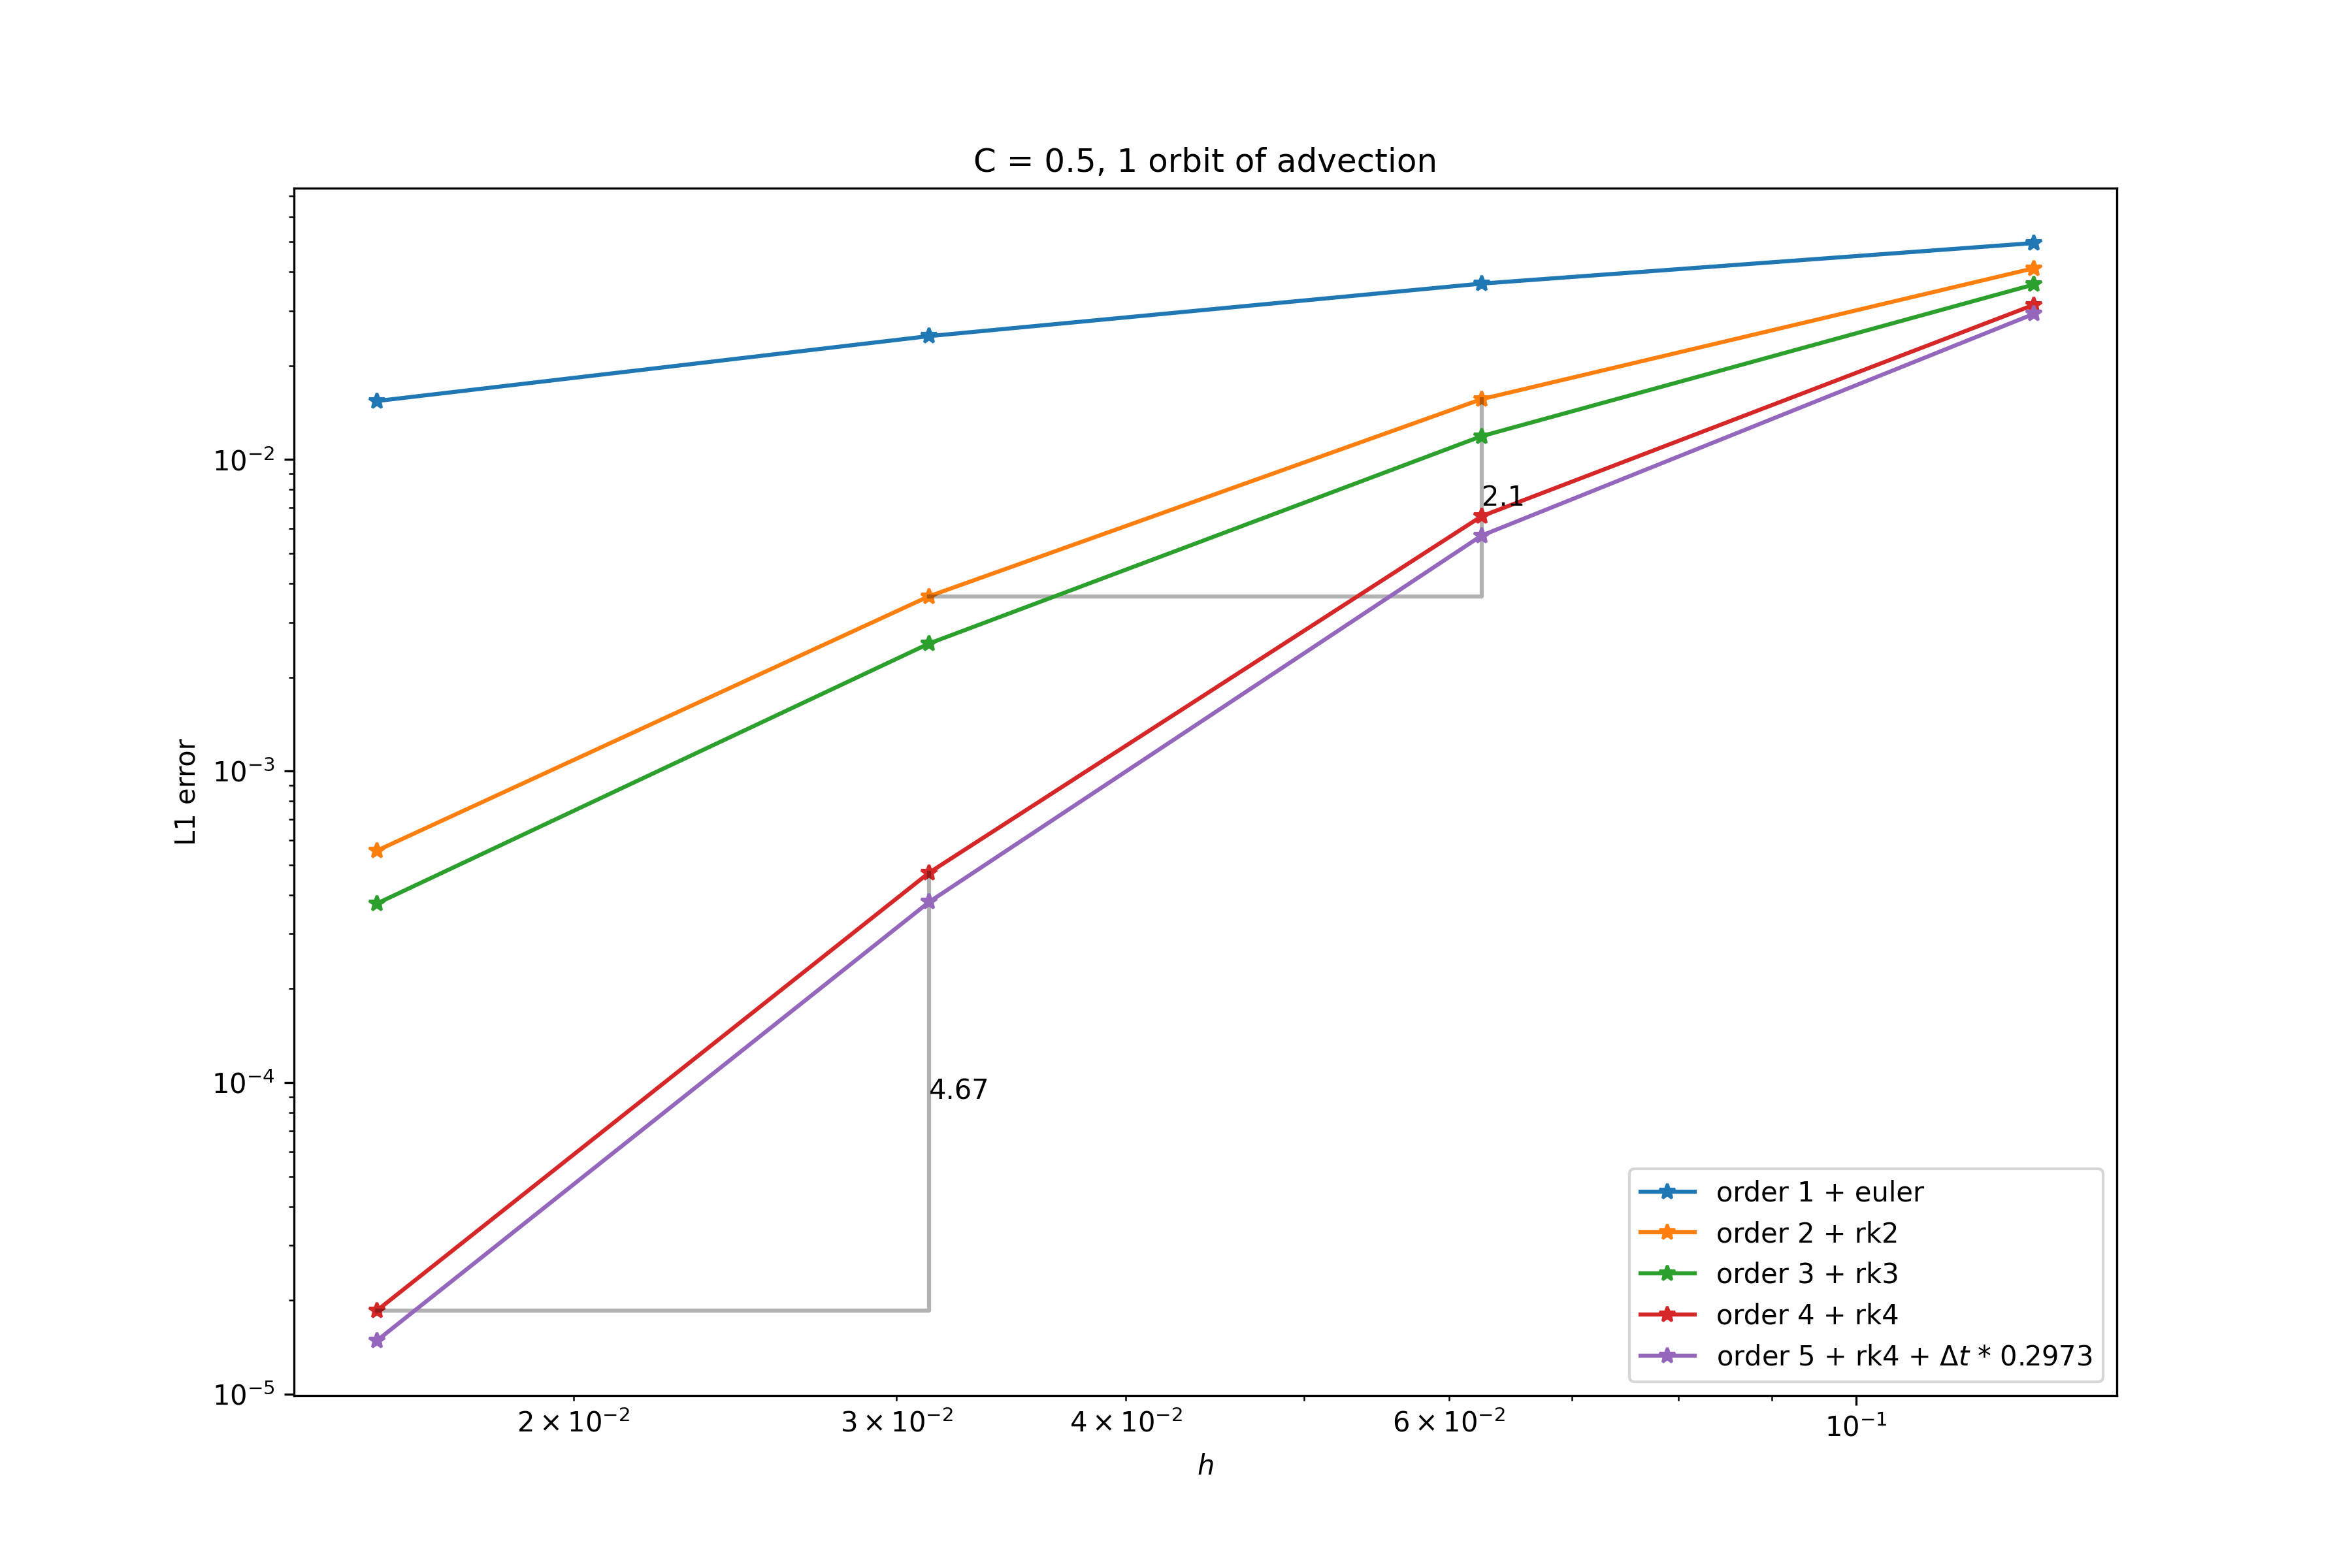 C = 0.5, 1 orbit of advection
L1 error
10⁻²
10⁻³
10⁻⁴
10⁻⁵
2.1
4.67
order 1 + euler
order 2 + rk2
order 3 + rk3
order 4 + rk4
order 5 + rk4 + Δt * 0.2973
2 × 10⁻² 3 × 10⁻² 4 × 10⁻² 6 × 10⁻² 10⁻¹
h